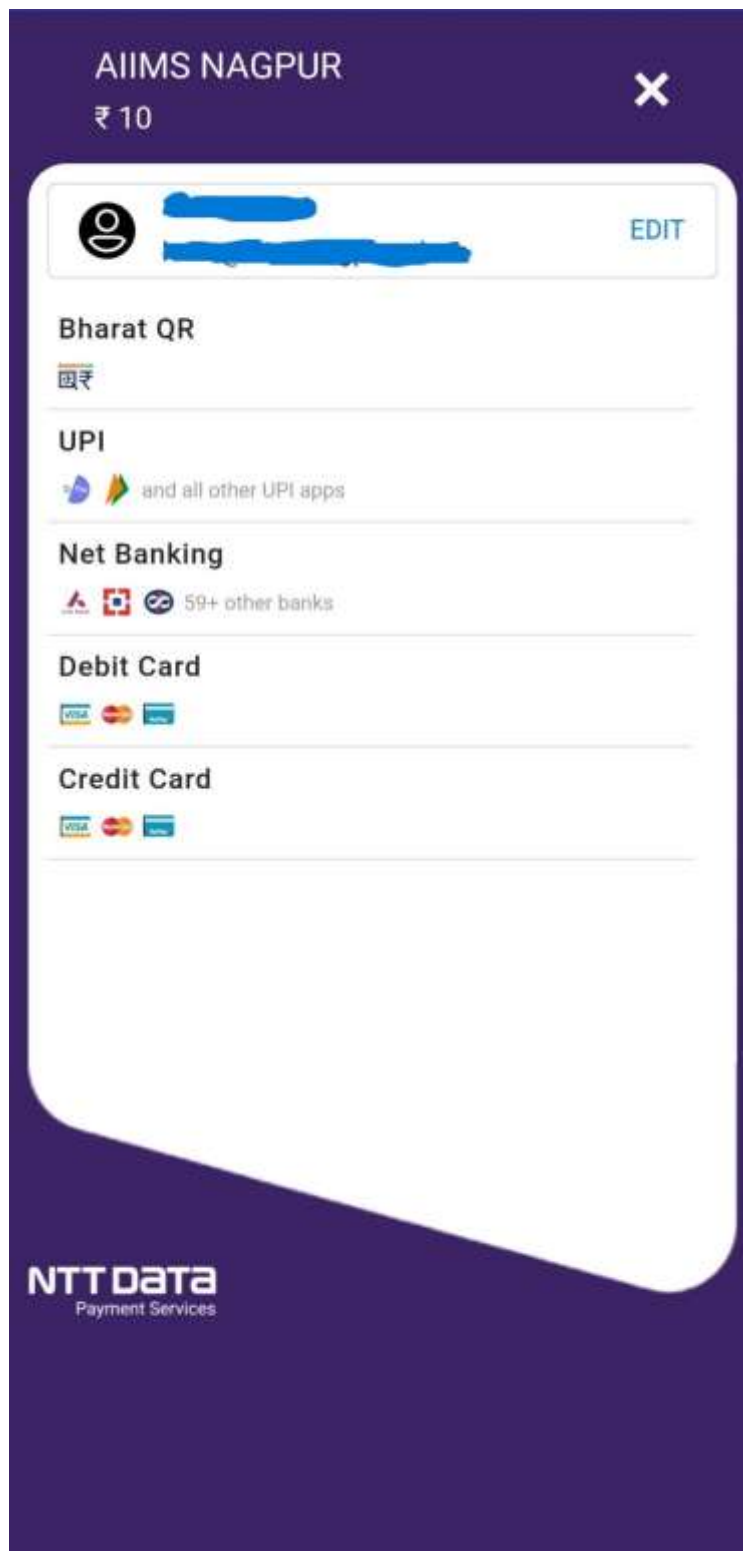 AIIMS NAGPUR
₹ 10
EDIT
Bharat QR
UPI
and all other UPI apps
Net Banking
59+ other banks
Debit Card
VISA
Credit Card
VISA
NTT DATA
Payment Services